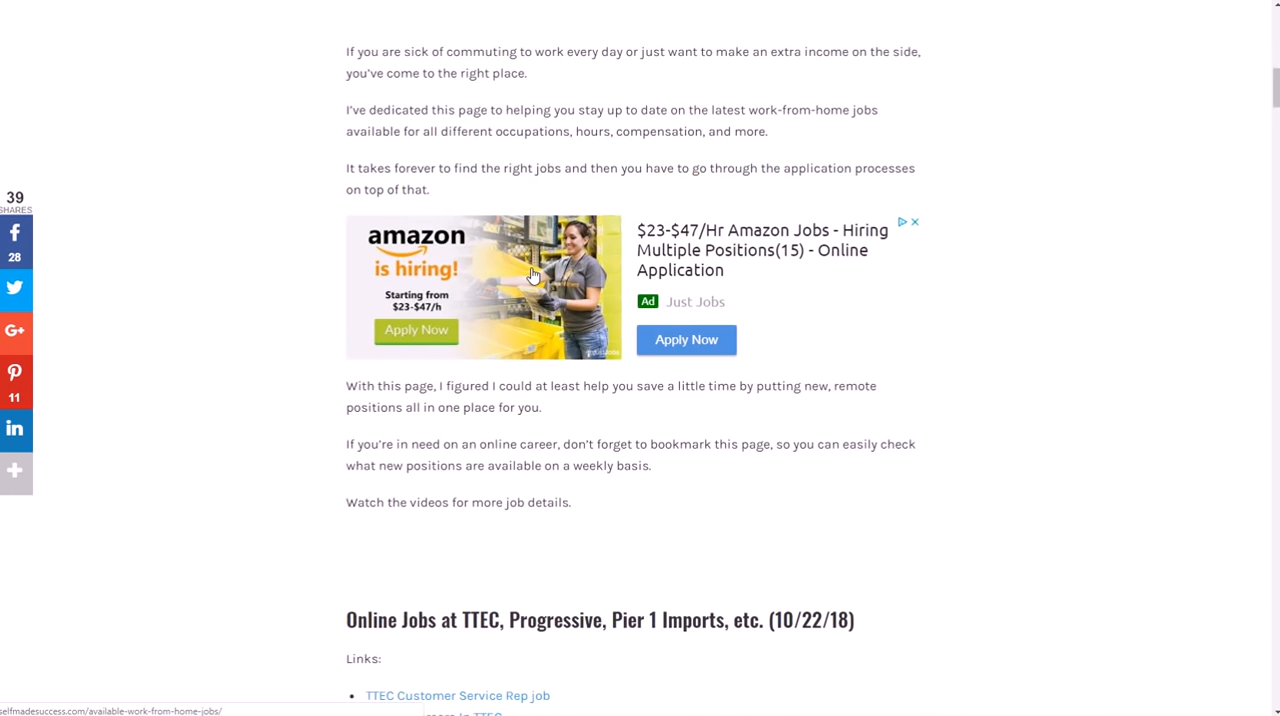 If you are sick of commuting to work every day or just want to make an extra income on the side,
you've come to the right place.
I've dedicated this page to helping you stay up to date on the latest work-from-home jobs
available for all different occupations, hours, compensation, and more.
It takes forever to find the right jobs and then you have to go through the application processes
on top of that.
39
SHARES
28
11
amazon
is hiring!
Starting from
$23-$47/h
Apply Now
$23-$47/Hr Amazon Jobs - Hiring
Multiple Positions(15) - Online
Application
Ad Just Jobs
Apply Now
With this page, I figured I could at least help you save a little time by putting new, remote
positions all in one place for you.
If you're in need on an online career, don't forget to bookmark this page, so you can easily check
what new positions are available on a weekly basis.
Watch the videos for more job details.
Online Jobs at TTEC, Progressive, Pier 1 Imports, etc. (10/22/18)
Links:
• TTEC Customer Service Rep job
selfmadesuccess.com/available-work-from-home-jobs/